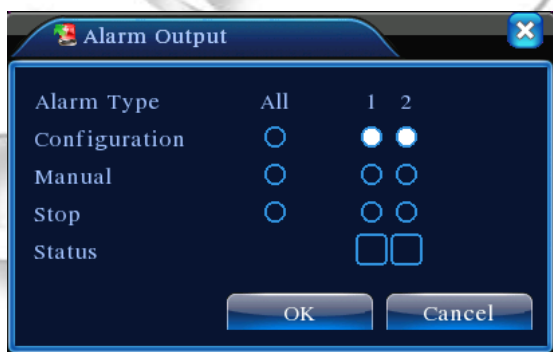 Alarm Output
Alarm Type All 1 2
Configuration
Manual
Stop
Status
OK Cancel